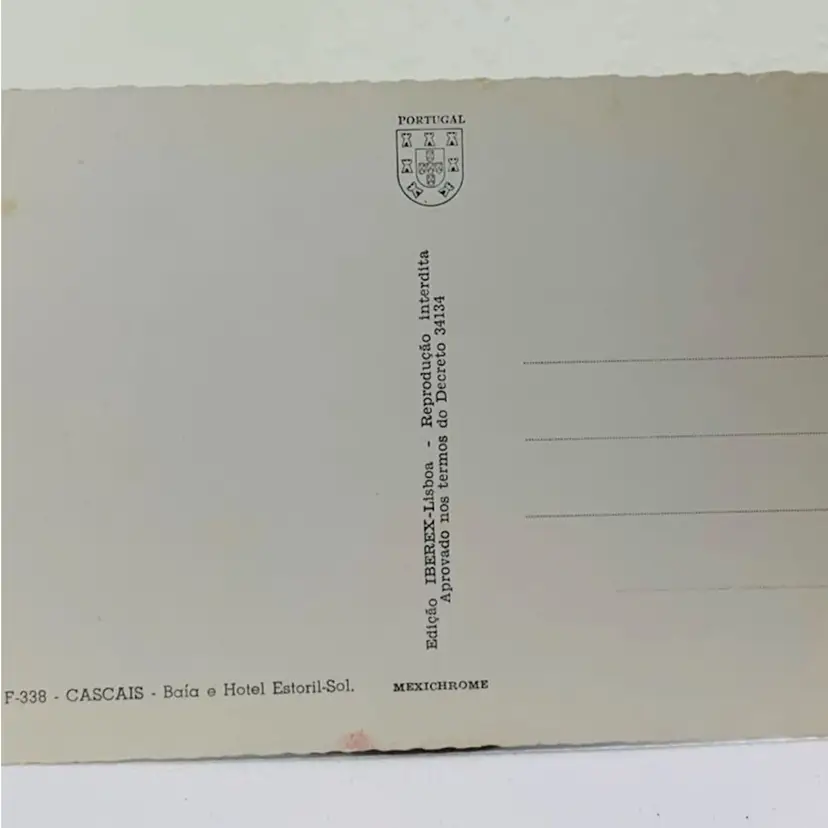 PORTUGAL
Edição IBEREX-Lisboa - Reprodução interdita
Aprovado nos termos do Decreto 34134
F-338 - CASCAIS - Baía e Hotel Estoril-Sol.
MEXICHROME